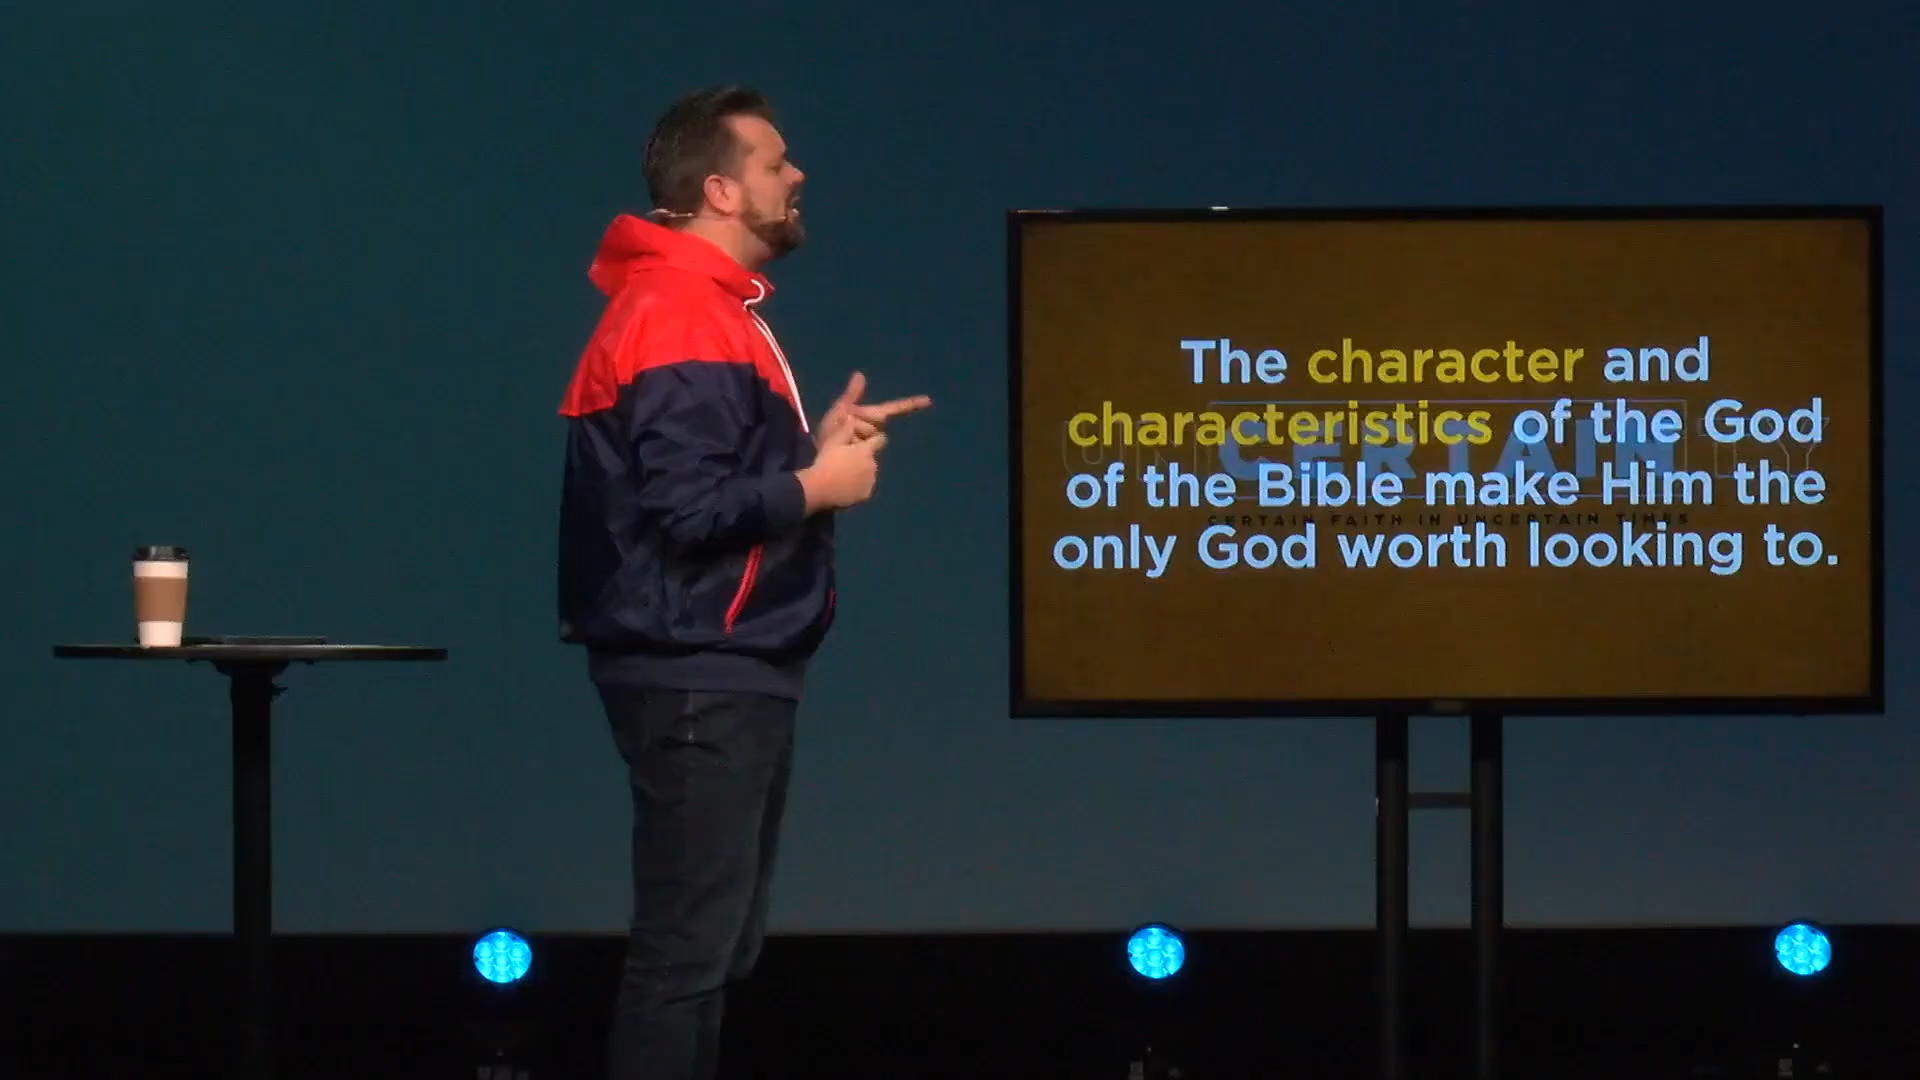 The character and
characteristics of the God
UNCERTAINTY
of the Bible make Him the
CERTAIN FAITH IN UNCERTAIN TIMES
only God worth looking to.